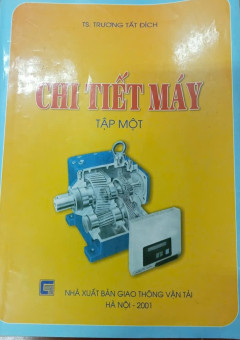 TS. TRƯƠNG TẤT ĐÍCH
CHI TIẾT MÁY
TẬP MỘT
NHÀ XUẤT BẢN GIAO THÔNG VẬN TẢI
HÀ NỘI - 2001